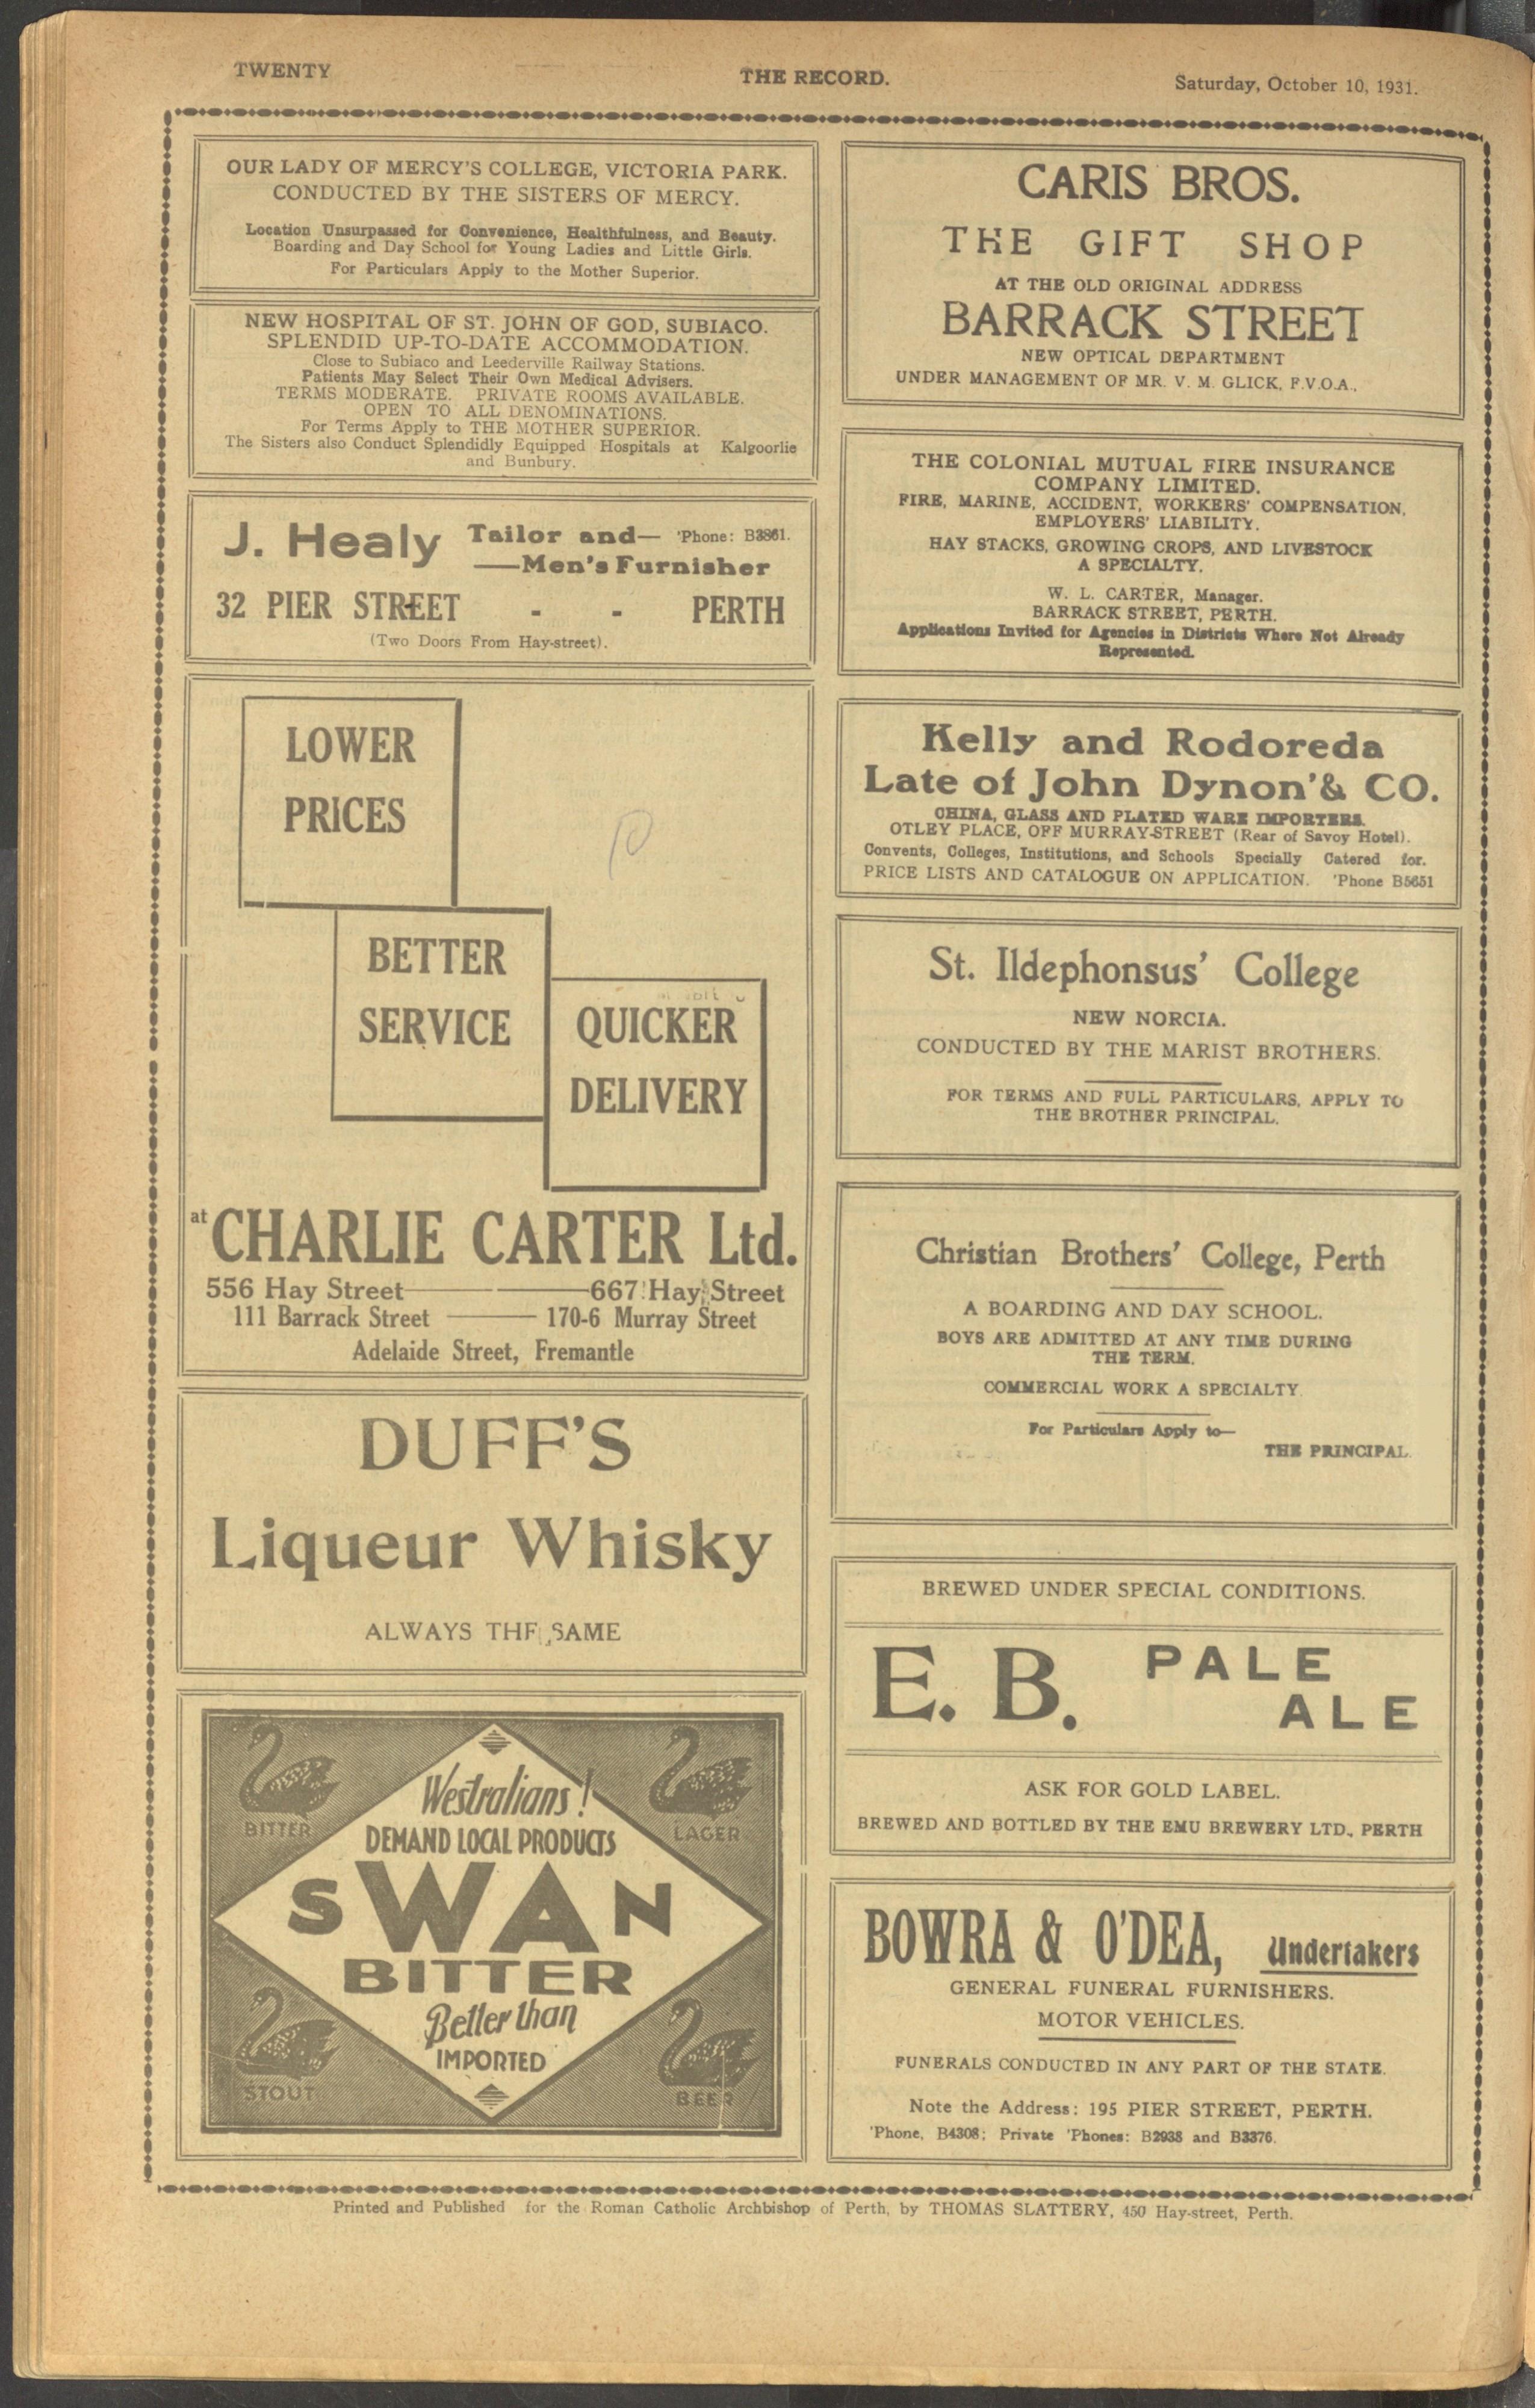 TWENTY
THE RECORD.
Saturday, October 10, 1931.
OUR LADY OF MERCY'S COLLEGE, VICTORIA PARK.
CONDUCTED BY THE SISTERS OF MERCY.
Location Unsurpassed for Convenience, Healthfulness, and Beauty.
Boarding and Day School for Young Ladies and Little Girls.
For Particulars Apply to the Mother Superior.
NEW HOSPITAL OF ST. JOHN OF GOD, SUBIACO.
SPLENDID UP-TO-DATE ACCOMMODATION.
Close to Subiaco and Leederville Railway Stations.
Patients May Select Their Own Medical Advisers.
TERMS MODERATE. PRIVATE ROOMS AVAILABLE.
OPEN TO ALL DENOMINATIONS.
For Terms Apply to THE MOTHER SUPERIOR.
The Sisters also Conduct Splendidly Equipped Hospitals at Kalgoorlie
and Bunbury.
J. Healy Tailor and— 'Phone: B3861.
—Men's Furnisher
32 PIER STREET - - PERTH
(Two Doors From Hay-street).
LOWER
PRICES
10
BETTER
SERVICE
QUICKER
DELIVERY
at CHARLIE CARTER Ltd.
556 Hay Street — 667 Hay Street
111 Barrack Street — 170-6 Murray Street
Adelaide Street, Fremantle
DUFF'S
Liqueur Whisky
ALWAYS THE SAME
BITTER
LAGER
Westralians!
DEMAND LOCAL PRODUCTS
SWAN
BITTER
Better than
IMPORTED
STOUT
BEER
CARIS BROS.
THE GIFT SHOP
AT THE OLD ORIGINAL ADDRESS
BARRACK STREET
NEW OPTICAL DEPARTMENT
UNDER MANAGEMENT OF MR. V. M. GLICK, F.V.O.A.,
THE COLONIAL MUTUAL FIRE INSURANCE
COMPANY LIMITED.
FIRE, MARINE, ACCIDENT, WORKERS' COMPENSATION,
EMPLOYERS' LIABILITY.
HAY STACKS, GROWING CROPS, AND LIVESTOCK
A SPECIALTY.
W. L. CARTER, Manager.
BARRACK STREET, PERTH.
Applications Invited for Agencies in Districts Where Not Already
Represented.
Kelly and Rodoreda
Late of John Dynon'& CO.
CHINA, GLASS AND PLATED WARE IMPORTERS.
OTLEY PLACE, OFF MURRAY-STREET (Rear of Savoy Hotel).
Convents, Colleges, Institutions, and Schools Specially Catered for.
PRICE LISTS AND CATALOGUE ON APPLICATION. 'Phone B5651
St. Ildephonsus' College
NEW NORCIA.
CONDUCTED BY THE MARIST BROTHERS.
FOR TERMS AND FULL PARTICULARS, APPLY TO
THE BROTHER PRINCIPAL.
Christian Brothers' College, Perth
A BOARDING AND DAY SCHOOL.
BOYS ARE ADMITTED AT ANY TIME DURING
THE TERM.
COMMERCIAL WORK A SPECIALTY.
For Particulars Apply to—
THE PRINCIPAL.
BREWED UNDER SPECIAL CONDITIONS.
E. B. PALE
ALE
ASK FOR GOLD LABEL.
BREWED AND BOTTLED BY THE EMU BREWERY LTD., PERTH
BOWRA & O'DEA, Undertakers
GENERAL FUNERAL FURNISHERS.
MOTOR VEHICLES.
FUNERALS CONDUCTED IN ANY PART OF THE STATE.
Note the Address: 195 PIER STREET, PERTH.
'Phone, B4308; Private 'Phones: B2938 and B3376.
Printed and Published for the Roman Catholic Archbishop of Perth, by THOMAS SLATTERY, 450 Hay-street, Perth.